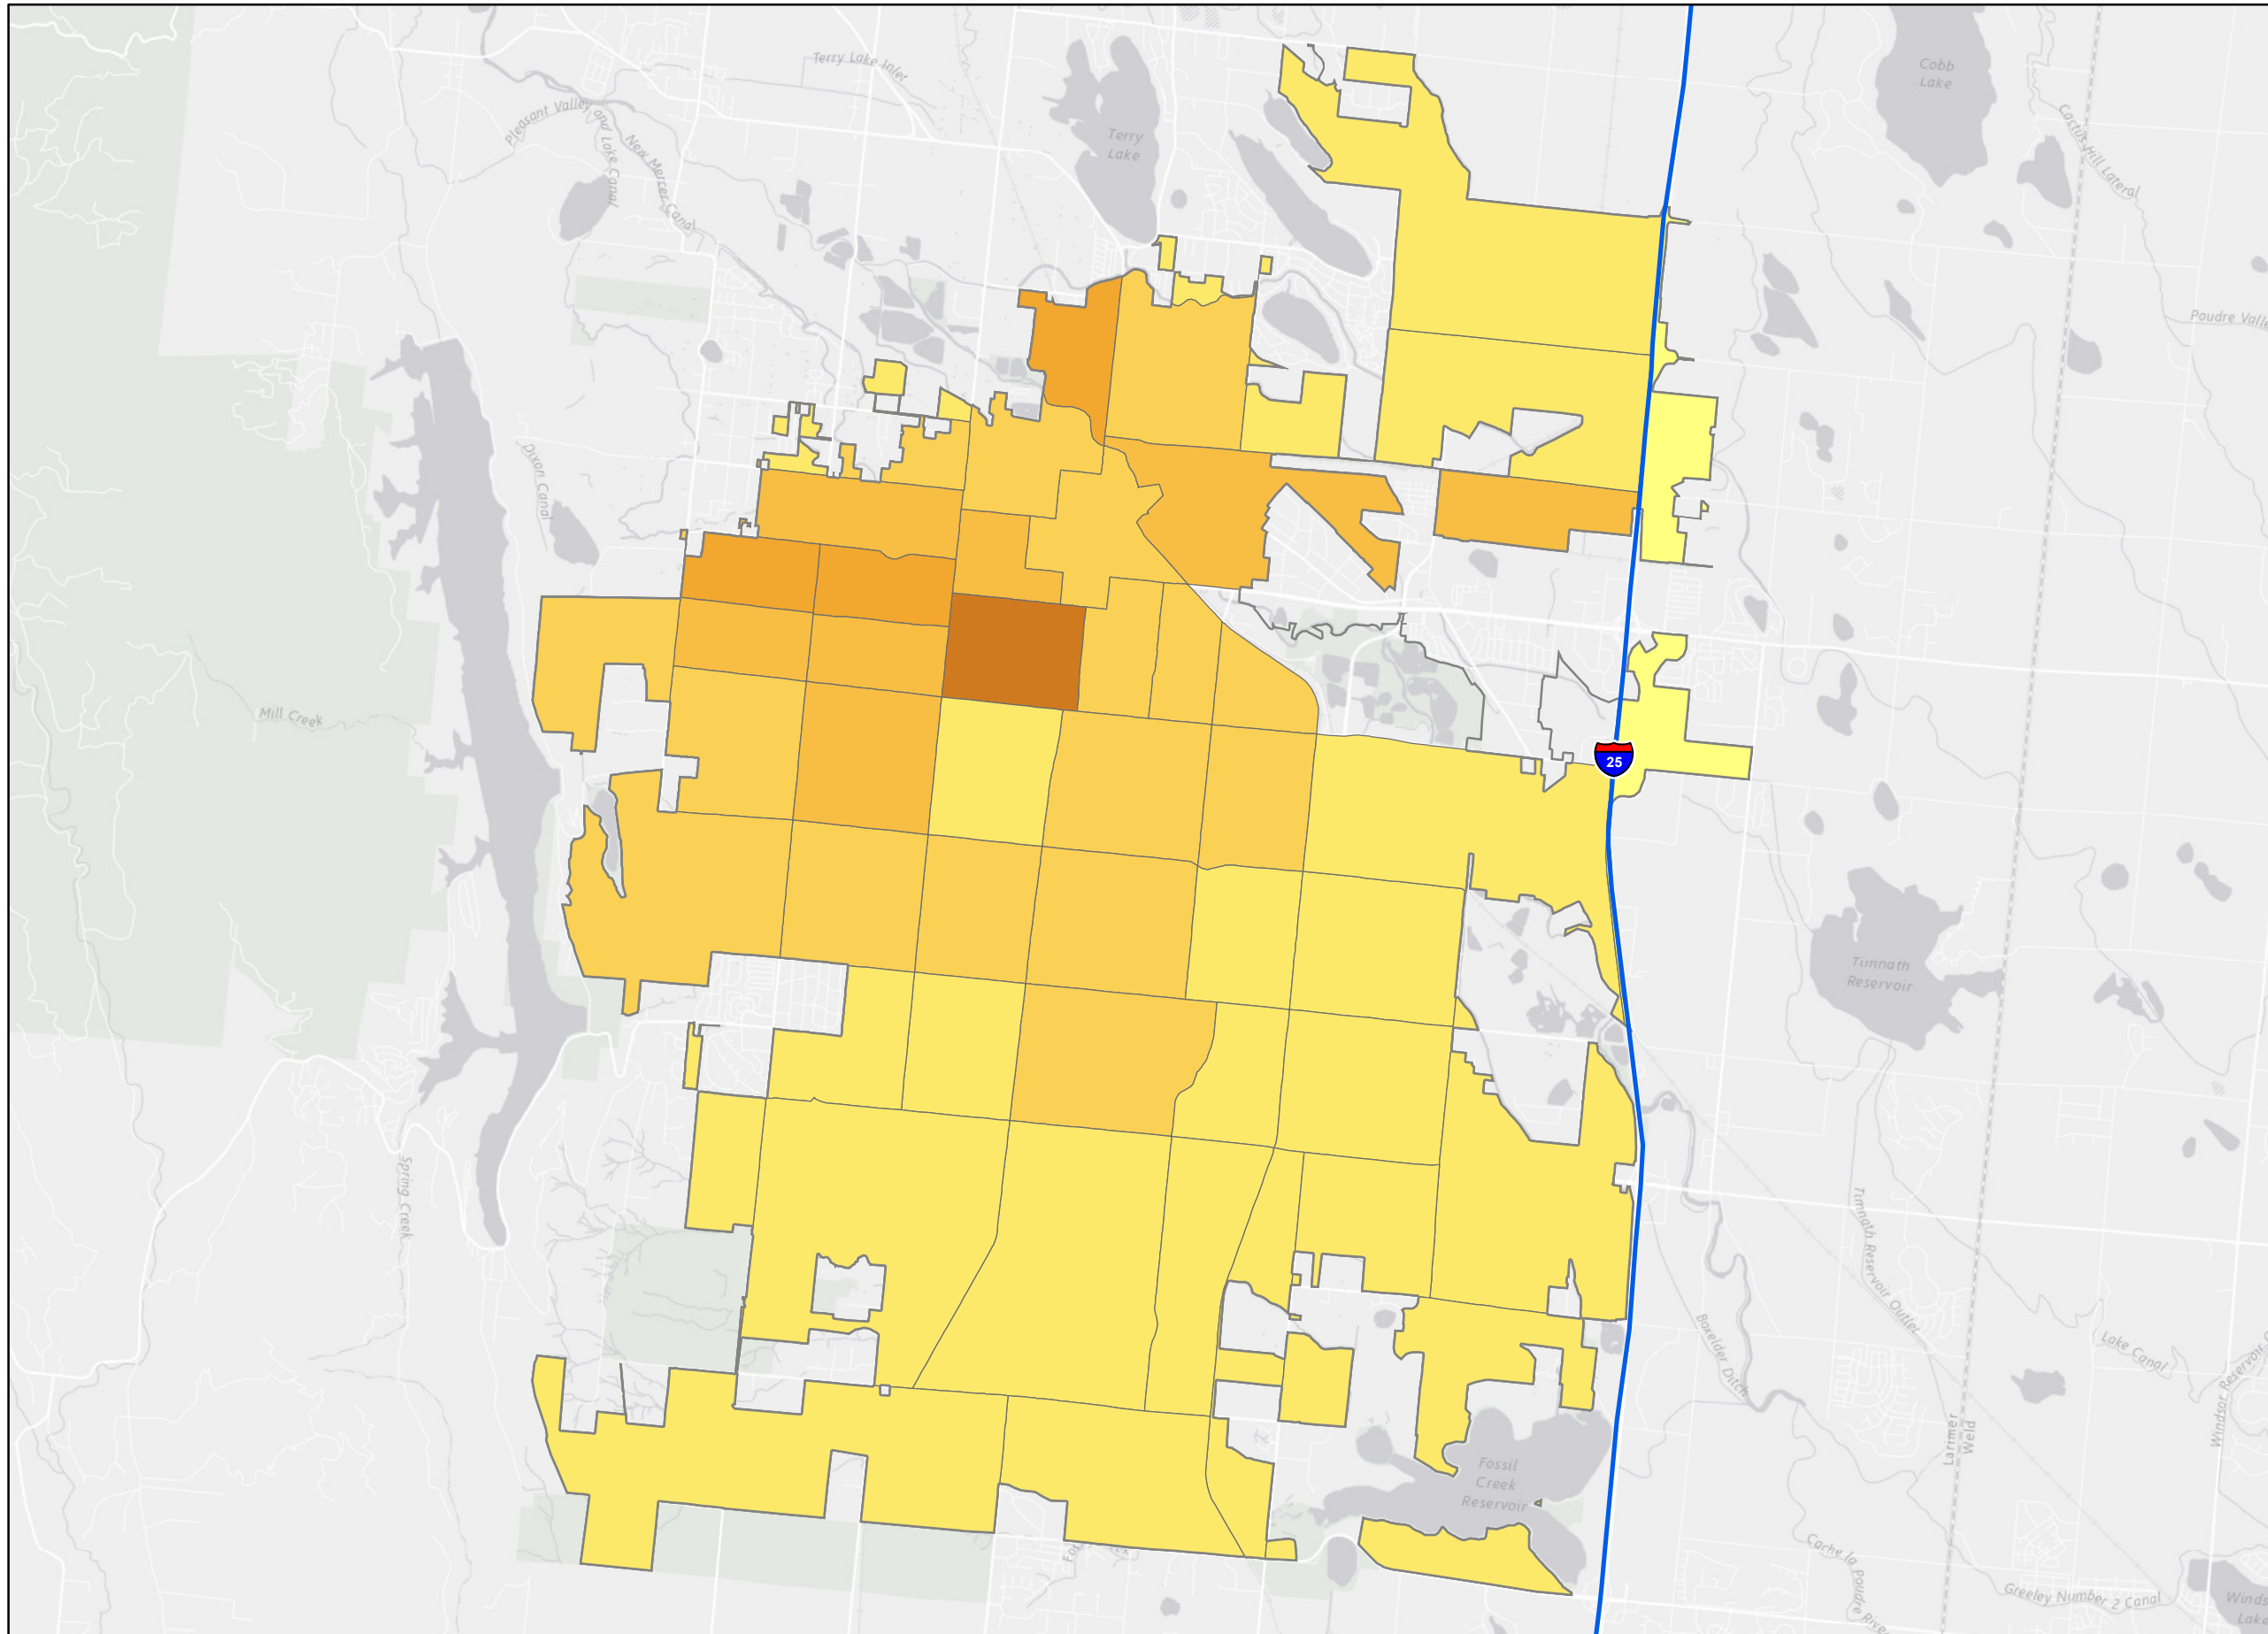 Terry Lake Inlet
Cobb
Lake
Pleasant Valley and Lake Canal
New Mercer Canal
Terry
Lake
Cactus Hill Lateral
Poudre Valle
Dixon Canal
Mill Creek
25
Timnath
Reservoir
Spring Creek
Timnath Reservoir Outlet
Boxelder Ditch
Lake Canal
Larimer
Weld
Fossil
Creek
Reservoir
Cache la Poudre
River
Greeley Number 2 Canal
Winds
Lake
Windsor Reservoir